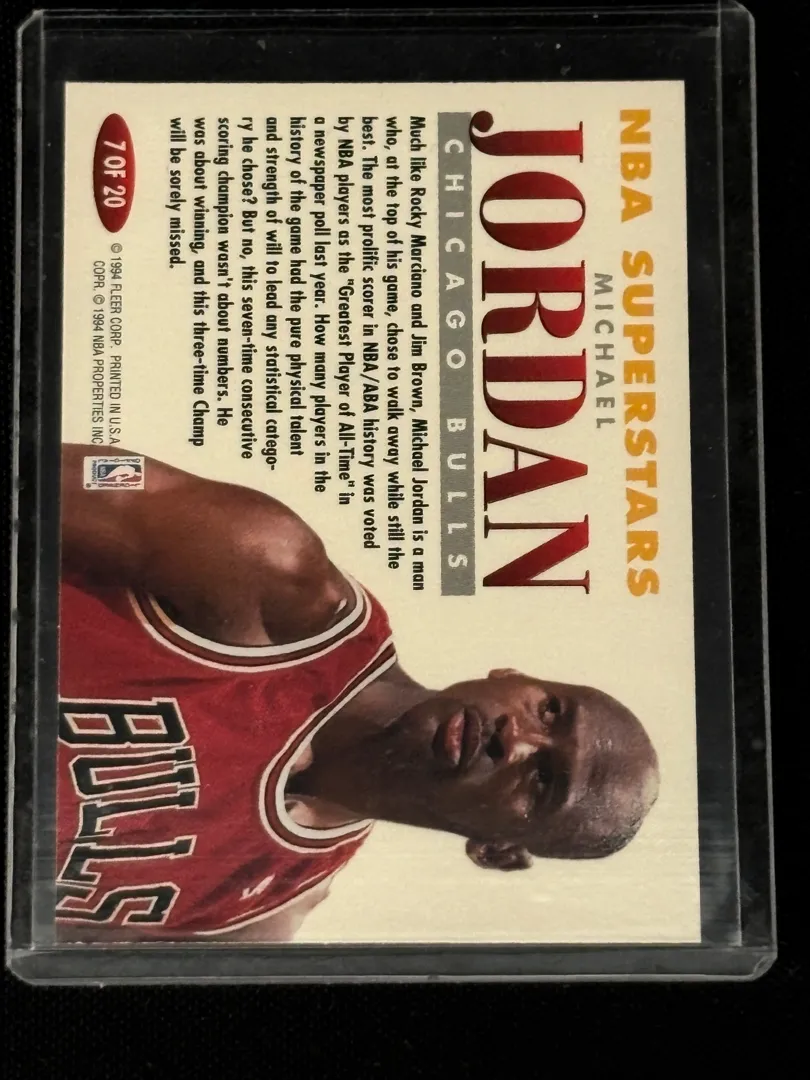 NBA SUPERSTARS
MICHAEL
JORDAN
CHICAGO BULLS
Much like Rocky Marciano and Jim Brown, Michael Jordan is a man
who, at the top of his game, chose to walk away while still the
best. The most prolific scorer in NBA/ABA history was voted
by NBA players as the "Greatest Player of All-Time" in
a newspaper poll last year. How many players in the
history of the game had the pure physical talent
and strength of will to lead any statistical catego-
ry he chose? But no, this seven-time consecutive
scoring champion wasn't about numbers. He
was about winning, and this three-time Champ
will be sorely missed.
7 OF 20
© 1994 FLEER CORP. PRINTED IN U.S.A
COPR. © 1994 NBA PROPERTIES INC
BULLS